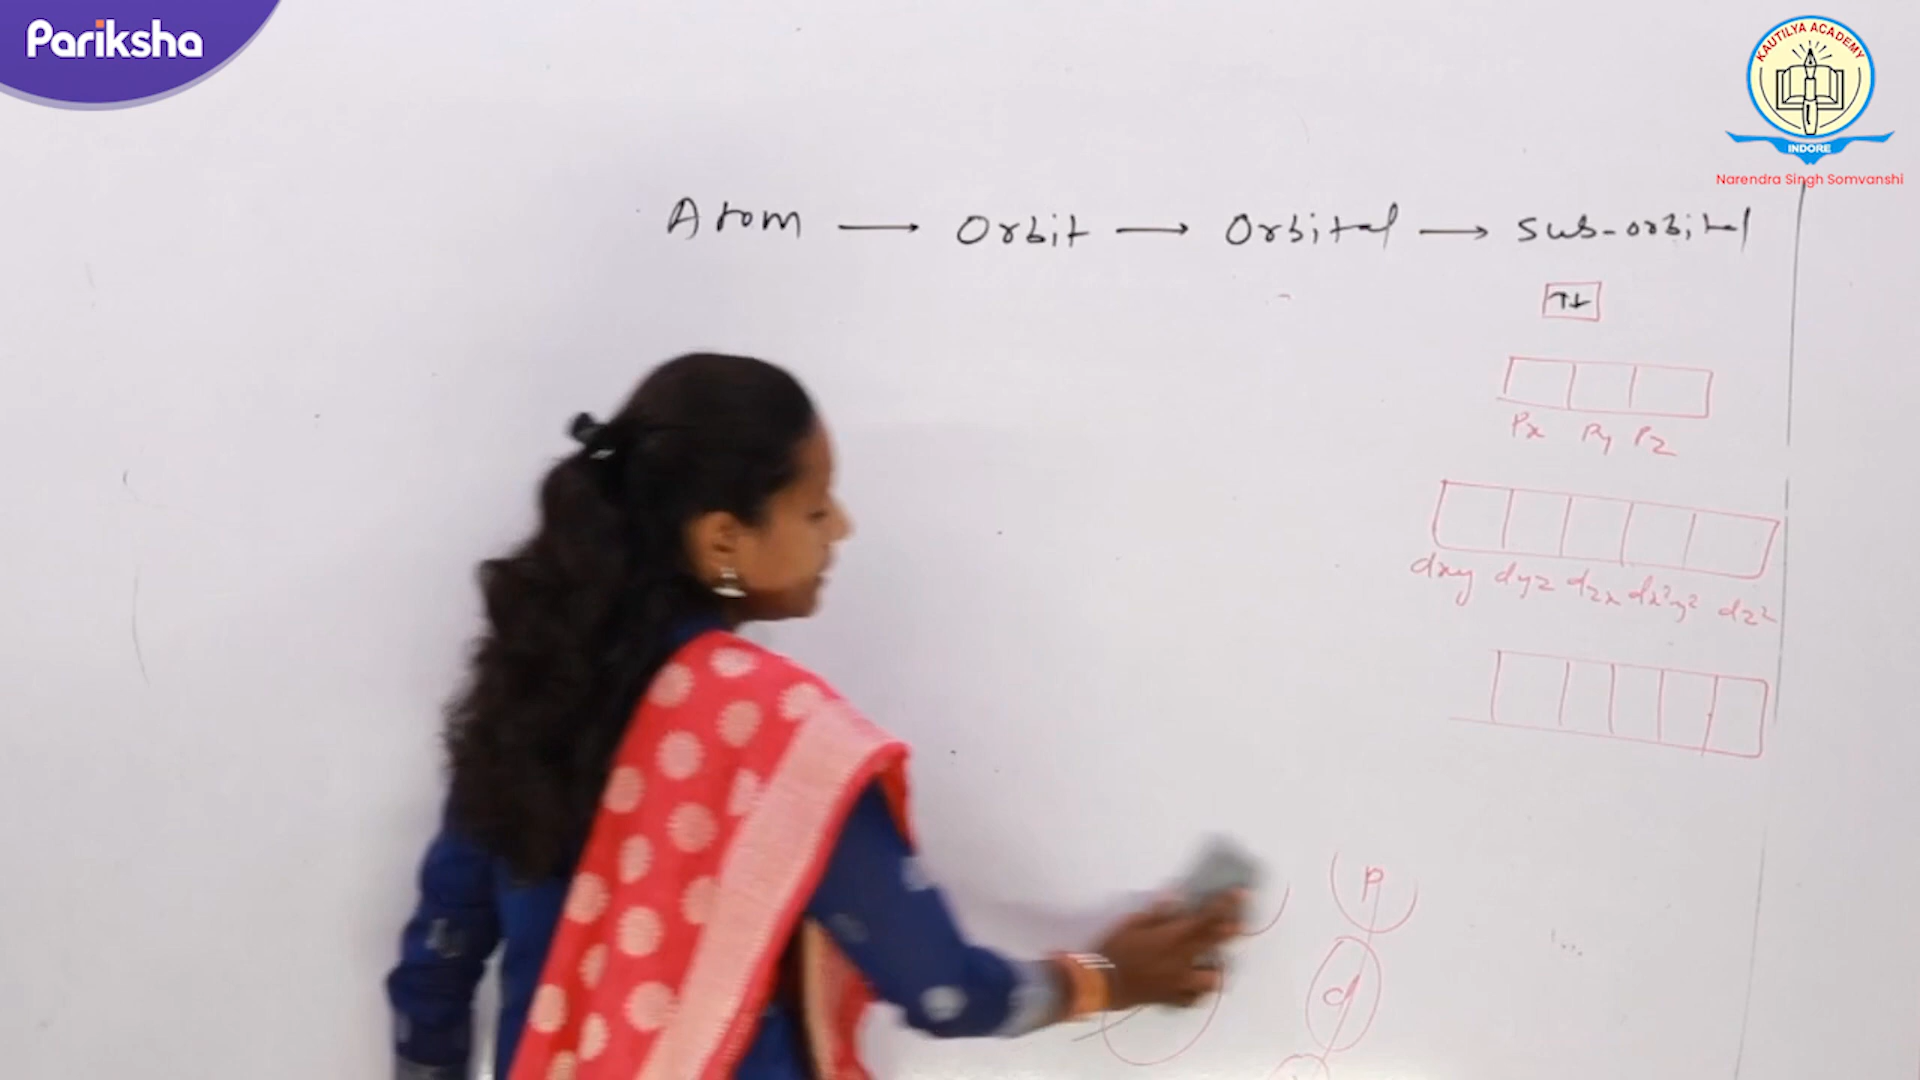 Pariksha
KAUTILYA ACADEMY
INDORE
Narendra Singh Somvanshi
Atom → Orbit → Orbital → Sub-orbital
↑↓
Px Py Pz
dxy dyz dzx dx²y² dz²
P
d